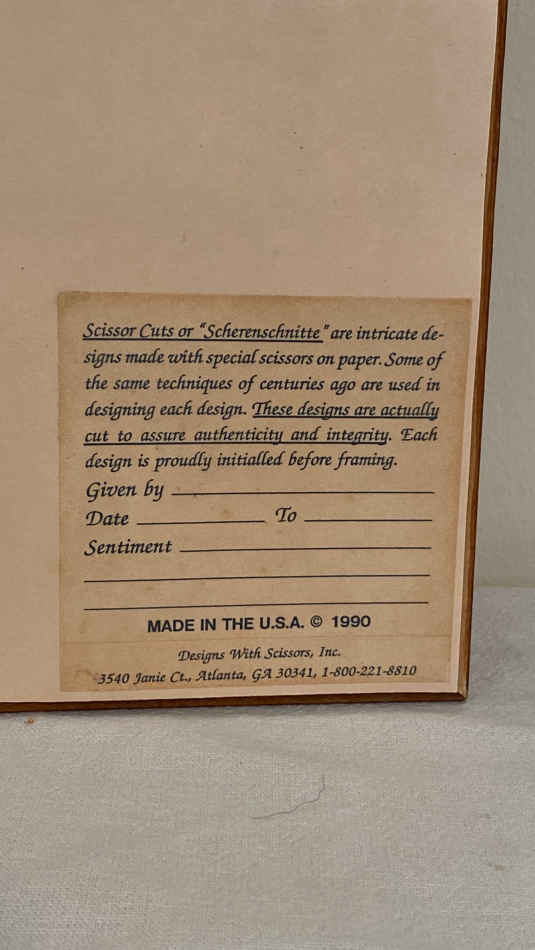 Scissor Cuts or "Scherenschnitte" are intricate de-
signs made with special scissors on paper. Some of
the same techniques of centuries ago are used in
designing each design. These designs are actually
cut to assure authenticity and integrity. Each
design is proudly initialled before framing.
Given by
Date To
Sentiment
MADE IN THE U.S.A. © 1990
Designs With Scissors, Inc.
3540 Janie Ct., Atlanta, GA 30341, 1-800-221-8810